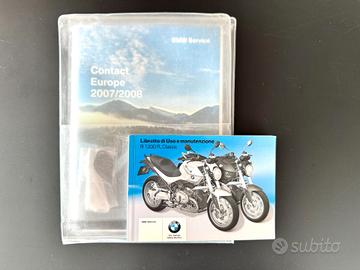 BMW Service
Contact
Europe
2007/2008
Libretto di Uso e manutenzione
R 1200 R, Classic
subito